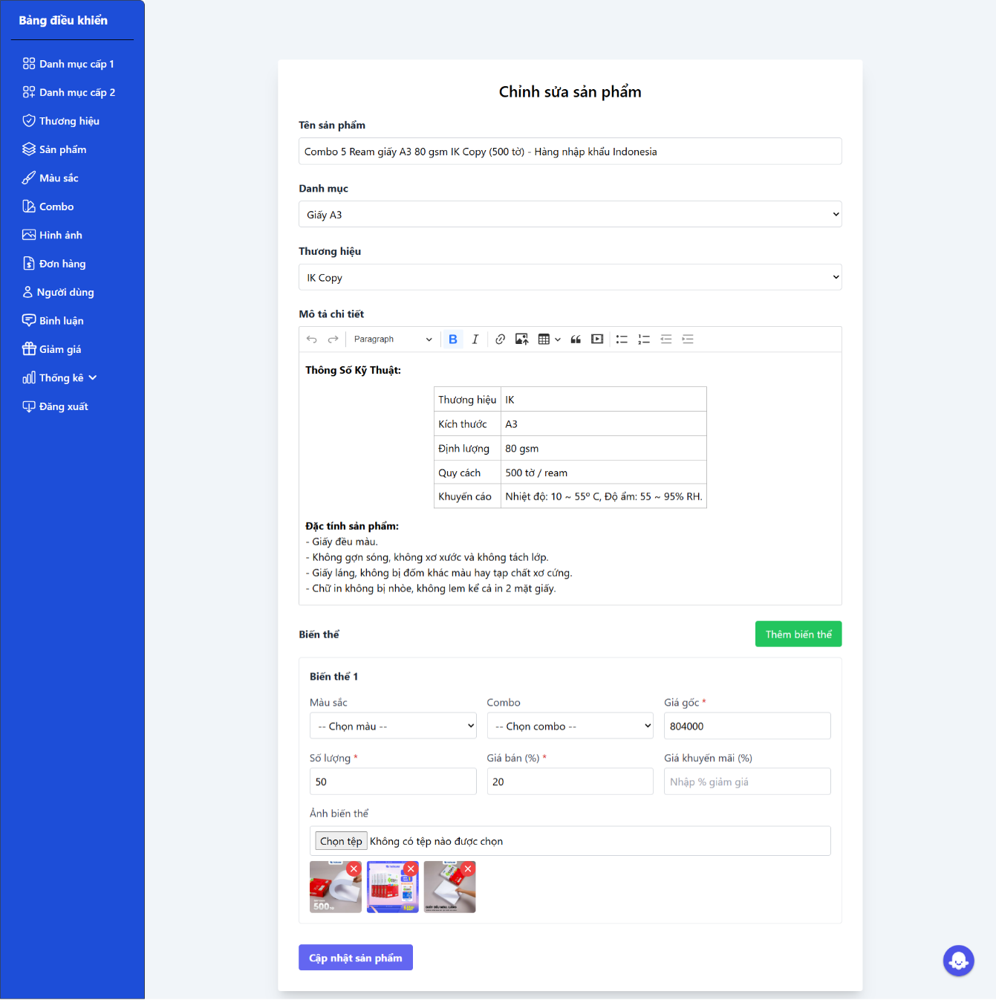 Bảng điều khiển
Danh mục cấp 1
Danh mục cấp 2
Thương hiệu
Sản phẩm
Màu sắc
Combo
Hình ảnh
Đơn hàng
Người dùng
Bình luận
Giảm giá
Thống kê
Đăng xuất
Chỉnh sửa sản phẩm
Tên sản phẩm
Combo 5 Ream giấy A3 80 gsm IK Copy (500 tờ) - Hàng nhập khẩu Indonesia
Danh mục
Giấy A3
Thương hiệu
IK Copy
Mô tả chi tiết
Paragraph
Thông Số Kỹ Thuật:
Thương hiệu IK
Kích thước A3
Định lượng 80 gsm
Quy cách 500 tờ / ream
Khuyến cáo Nhiệt độ: 10 ~ 55º C, Độ ẩm: 55 ~ 95% RH.
Đặc tính sản phẩm:
- Giấy đều màu.
- Không gợn sóng, không xơ xước và không tách lớp.
- Giấy láng, không bị đốm khác màu hay tạp chất xơ cứng.
- Chữ in không bị nhòe, không lem kể cả in 2 mặt giấy.
Biến thể
Thêm biến thể
Biến thể 1
Màu sắc Combo Giá gốc *
-- Chọn màu -- -- Chọn combo -- 804000
Số lượng * Giá bán (%) * Giá khuyến mãi (%)
50 20 Nhập % giảm giá
Ảnh biến thể
Chọn tệp Không có tệp nào được chọn
500
GIẤY ĐỀU MÀU, LÁNG
Cập nhật sản phẩm